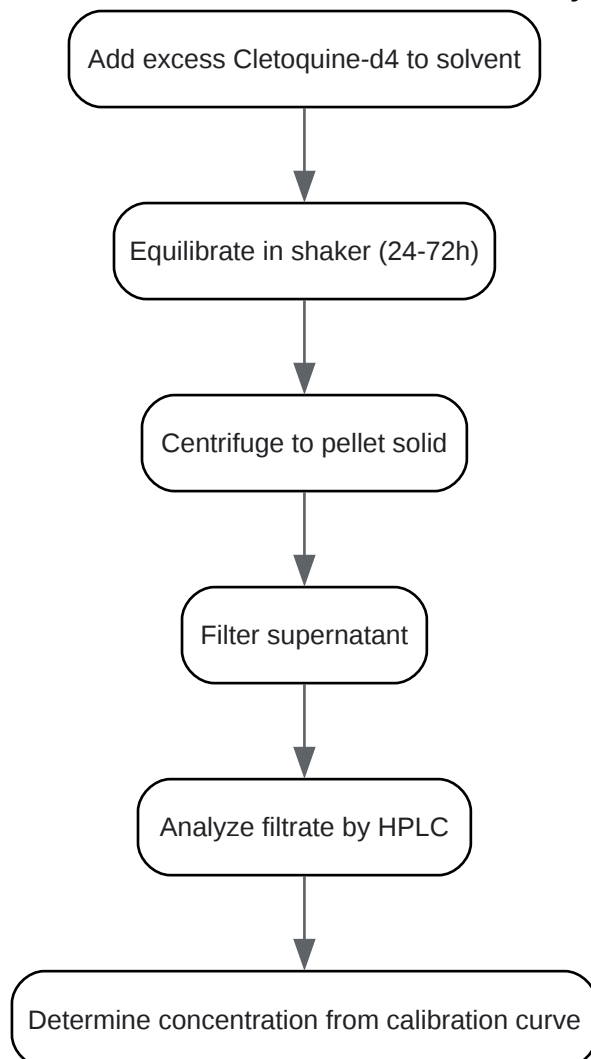 Add excess Cletoquine-d4 to solvent
Equilibrate in shaker (24-72h)
Centrifuge to pellet solid
Filter supernatant
Analyze filtrate by HPLC
Determine concentration from calibration curve